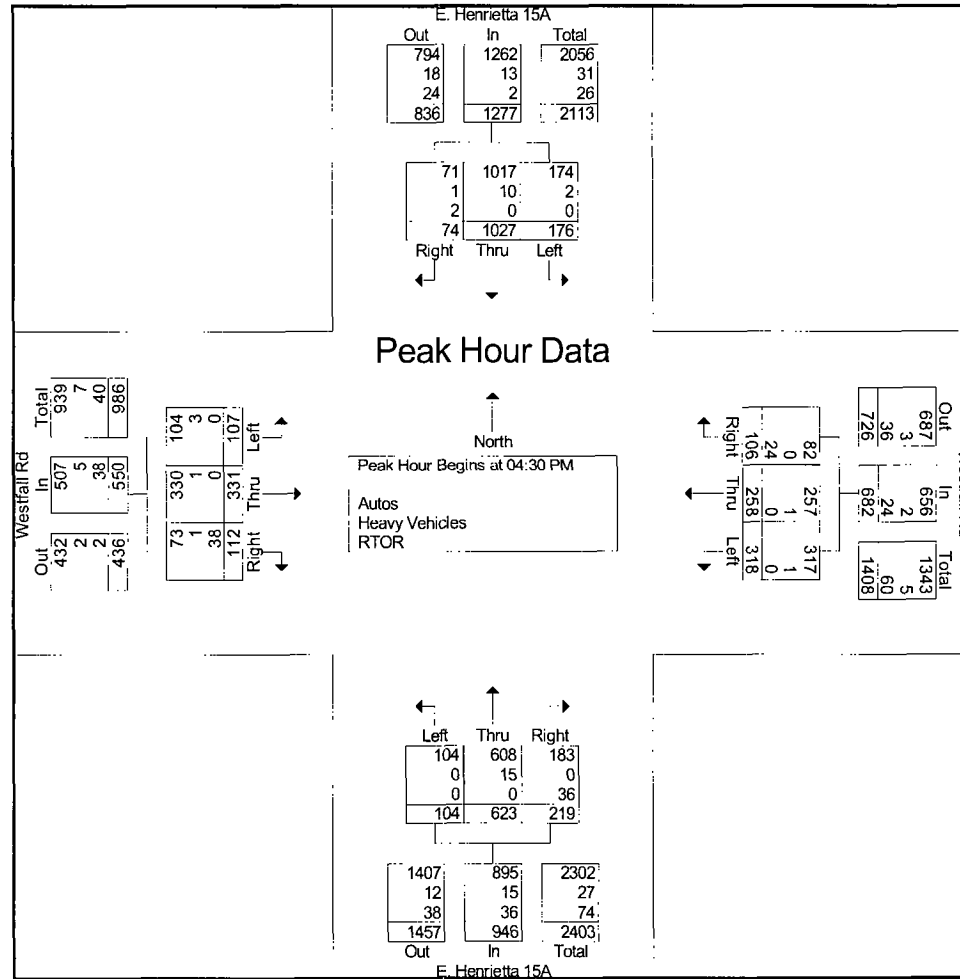 E. Henrietta 15A
Out In Total
794 1262 2056
18 13 31
24 2 26
836 1277 2113
71 1017 174
1 10 2
2 0 0
74 1027 176
Right Thru Left
Peak Hour Data
Westfall Rd
Total In Out
939 507 432
7 5 2
40 38 2
986 550 436
Left Thru Right
104 330 73
3 1 1
0 0 38
107 331 112
North
Peak Hour Begins at 04:30 PM
Autos
Heavy Vehicles
RTOR
Right Thru Left
82 257 317
0 1 1
24 0 0
106 258 318
Out In Total
687 656 1343
3 2 5
36 24 60
726 682 1408
Left Thru Right
104 608 183
0 15 0
0 0 36
104 623 219
1407 895 2302
12 15 27
38 36 74
1457 946 2403
Out In Total
E. Henrietta 15A